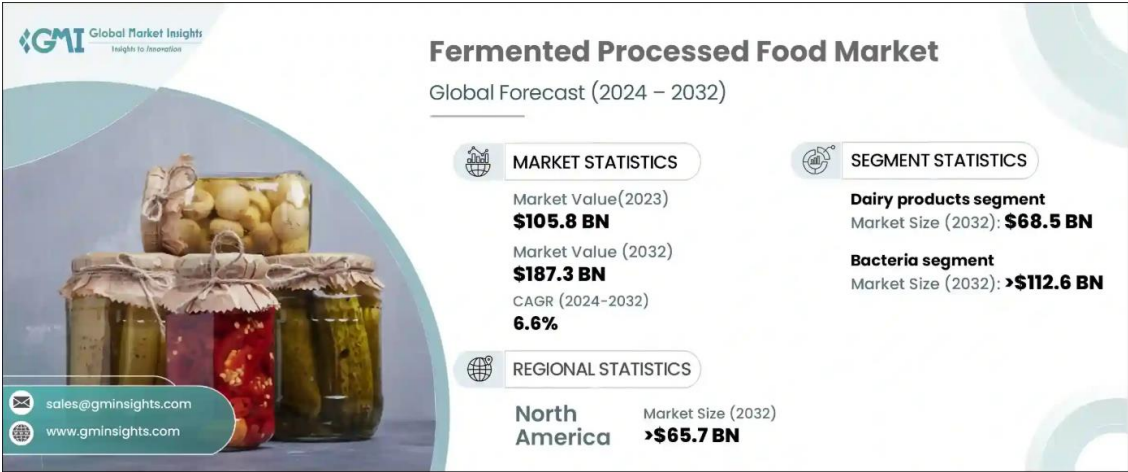 GMI Global Market Insights
Insights to Innovation
Fermented Processed Food Market
Global Forecast (2024 – 2032)
MARKET STATISTICS
Market Value(2023)
$105.8 BN
Market Value (2032)
$187.3 BN
CAGR (2024-2032)
6.6%
SEGMENT STATISTICS
Dairy products segment
Market Size (2032): $68.5 BN
Bacteria segment
Market Size (2032): >$112.6 BN
REGIONAL STATISTICS
North
America
Market Size (2032)
>$65.7 BN
sales@gminsights.com
www.gminsights.com